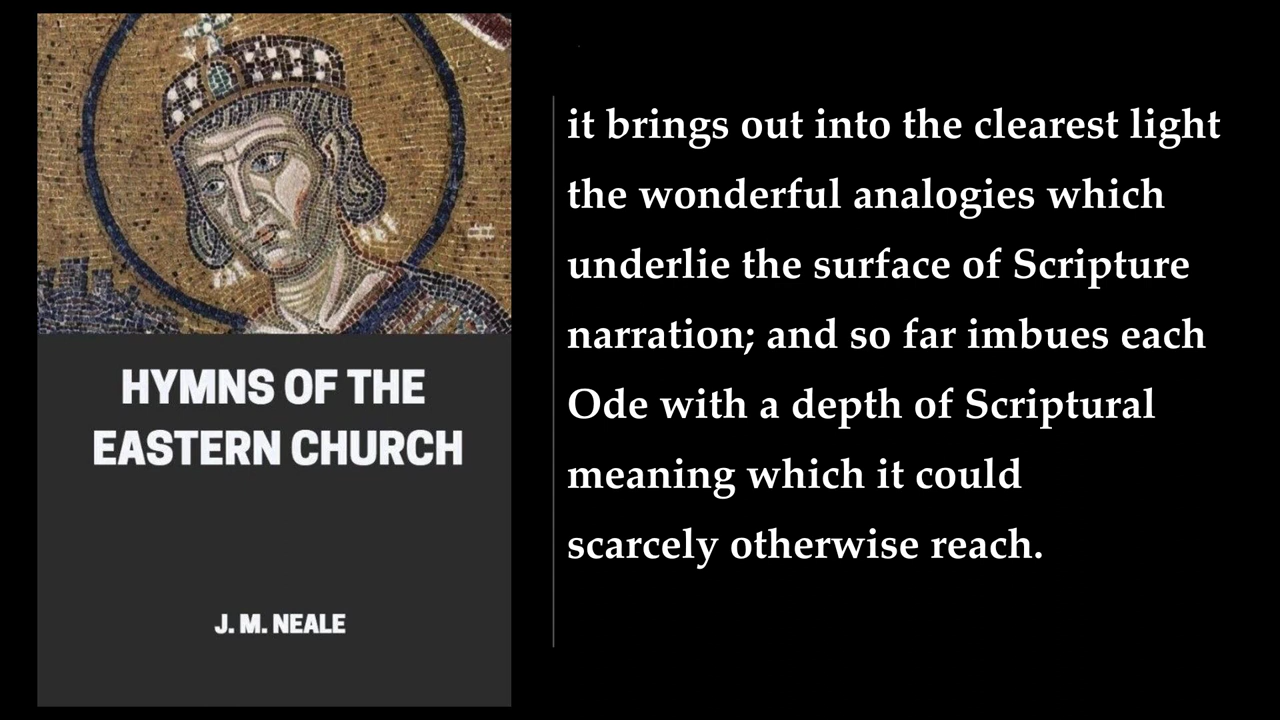 HYMNS OF THE
EASTERN CHURCH
J. M. NEALE
it brings out into the clearest light
the wonderful analogies which
underlie the surface of Scripture
narration; and so far imbues each
Ode with a depth of Scriptural
meaning which it could
scarcely otherwise reach.